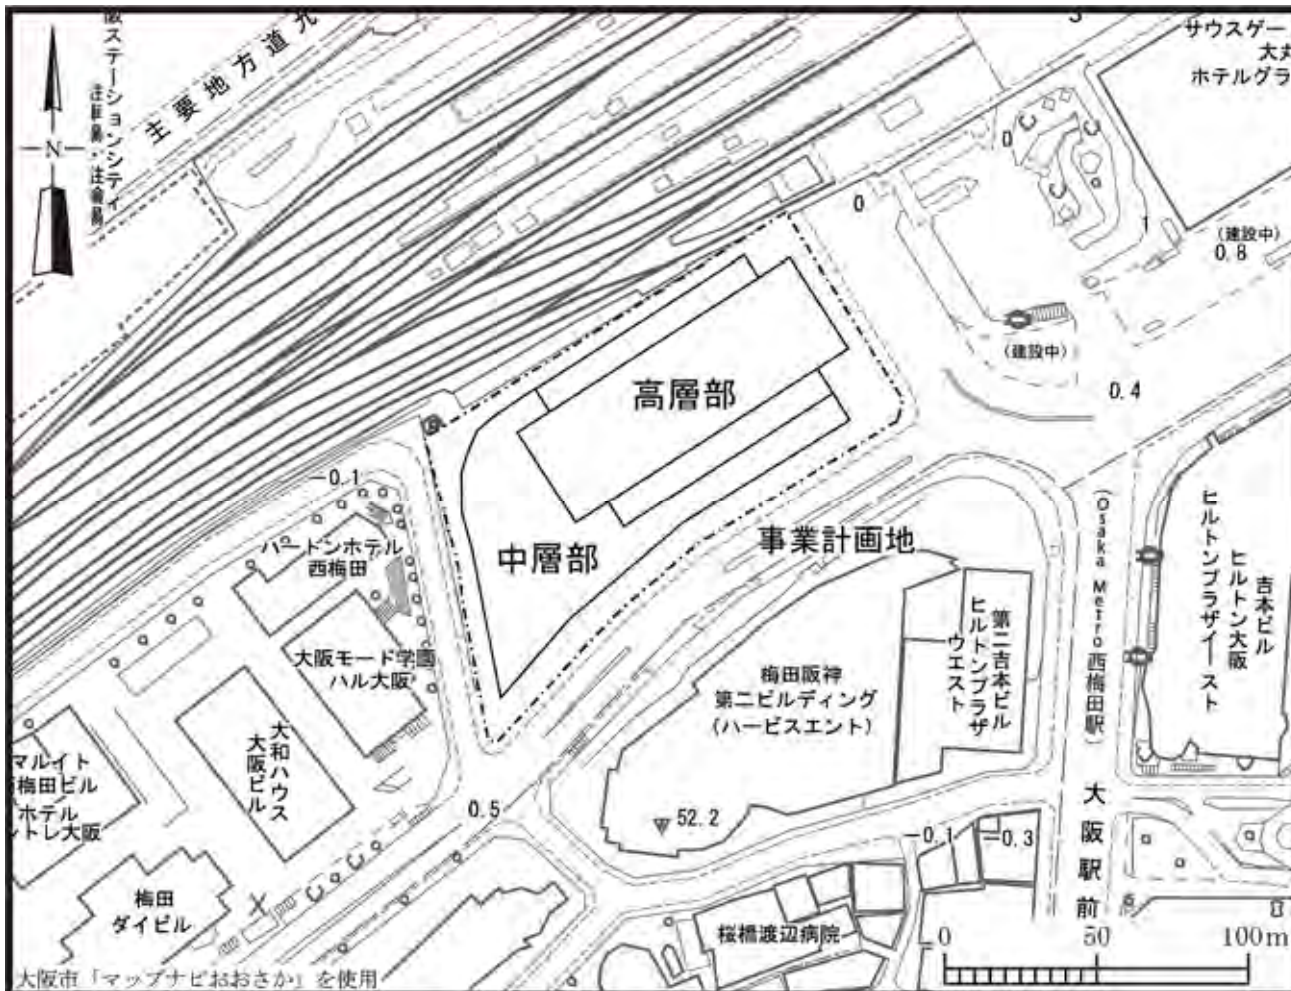 サウスゲー
大丸
ホテルグラ
阪ステーションシティ
主要地方道
N
0
0
1
(建設中)
0.8
(建設中)
0.4
高層部
-0.1
中層部
事業計画地
ハートンホテル
西梅田
大阪モード学園
ハル大阪
(Osaka Metro 西梅田駅)
吉本ビル
ヒルトン大阪
ヒルトンプラザイースト
第二吉本ビル
ヒルトンプラザ
ウエスト
梅田阪神
第二ビルディング
(ハービスエント)
大和ハウス
大阪ビル
マルイト
梅田ビル
ホテル
ントレ大阪
0.5
52.2
-0.1
-0.3
大阪駅前
梅田
ダイビル
桜橋渡辺病院
0 50 100m
大阪市「マップナビおおさか」を使用